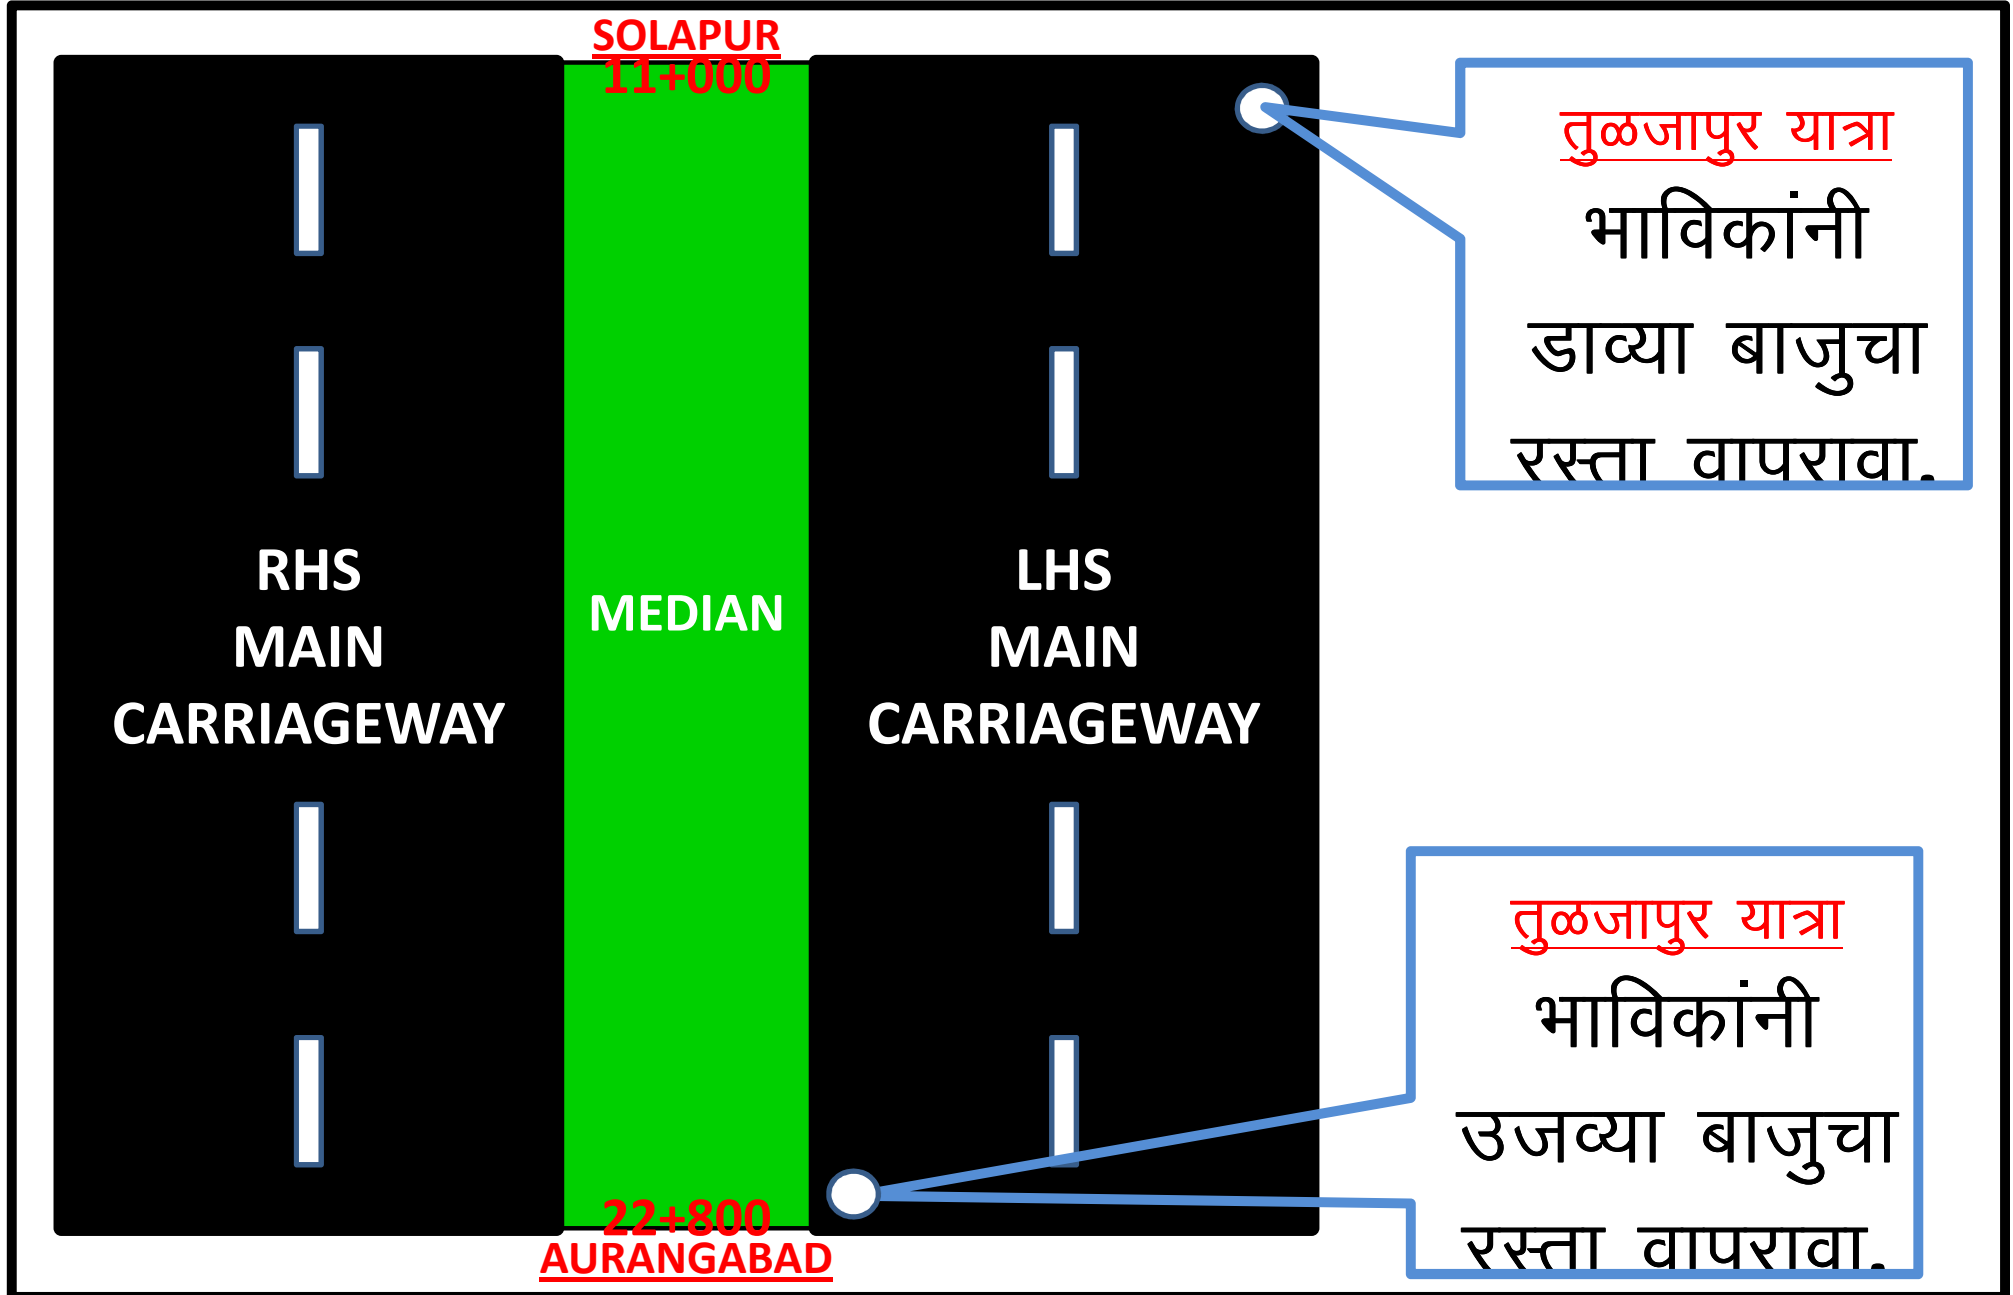 SOLAPUR
11+000
तुळजापुर यात्रा
भाविकांनी
डाव्या बाजुचा
रस्ता वापरावा.
RHS
MAIN
CARRIAGEWAY
MEDIAN
LHS
MAIN
CARRIAGEWAY
तुळजापुर यात्रा
भाविकांनी
उजव्या बाजुचा
रस्ता वापरावा.
22+800
AURANGABAD